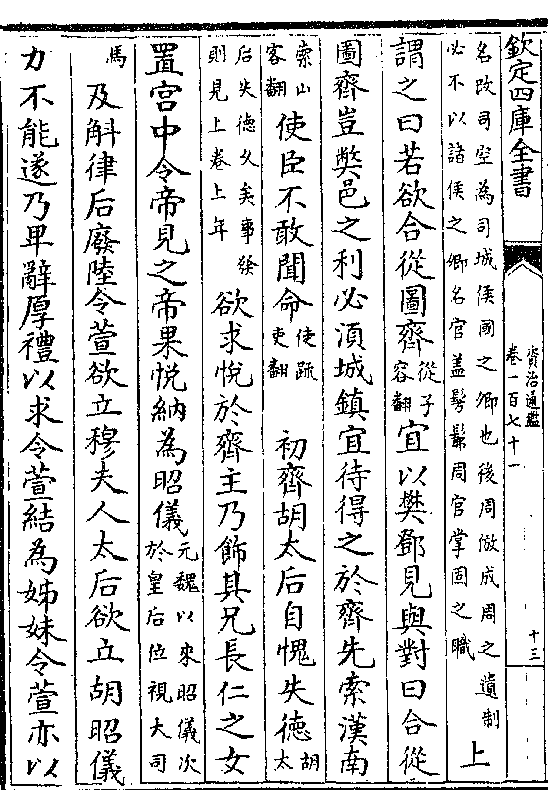 欽定四庫全書
資治通鑑
卷一百七十一
十三
名改司空為司城侯國之卿也後周倣成周之遺制
必不以諸侯之卿名官盖髣髴周官掌固之職
上
謂之曰若欲合從圖齊
從子
容翻
宜以樊鄧見與對曰合從
圖齊豈獘邑之利必湏城鎮宜待得之於齊先索漢南
索山
客翻
使臣不敢聞命
使疏
吏翻
初齊胡太后自愧失德
胡
太
后失德久矣事發
則見上卷上年
欲求悅於齊主乃飾其兄長仁之女
置宫中令帝見之帝果悅納為昭儀
元魏以來昭儀次
於皇后位視大司
馬
及斛律后廢陸令萱欲立穆夫人太后欲立胡昭儀
力不能遂乃卑辭厚禮以求令萱結為姊妹令萱亦以